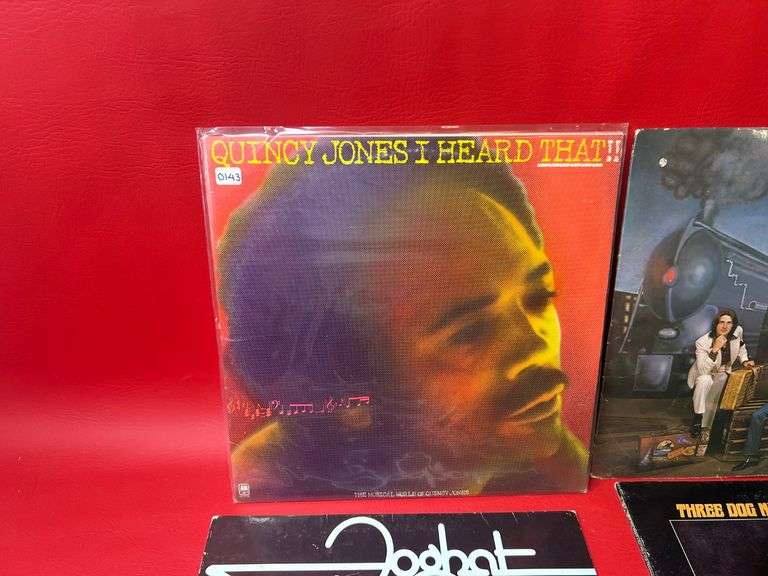 QUINCY JONES I HEARD THAT!!
0143
THE MUSICAL WORLD OF QUINCY JONES
Foghat
THREE DOG N